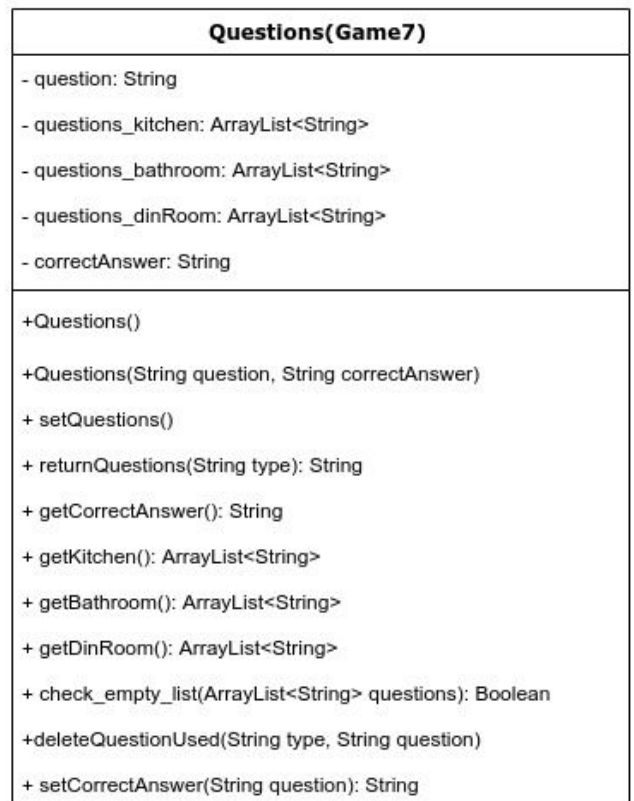 Questions(Game7)
- question: String
- questions_kitchen: ArrayList<String>
- questions_bathroom: ArrayList<String>
- questions_dinRoom: ArrayList<String>
- correctAnswer: String
+Questions()
+Questions(String question, String correctAnswer)
+ setQuestions()
+ returnQuestions(String type): String
+ getCorrectAnswer(): String
+ getKitchen(): ArrayList<String>
+ getBathroom(): ArrayList<String>
+ getDinRoom(): ArrayList<String>
+ check_empty_list(ArrayList<String> questions): Boolean
+deleteQuestionUsed(String type, String question)
+ setCorrectAnswer(String question): String